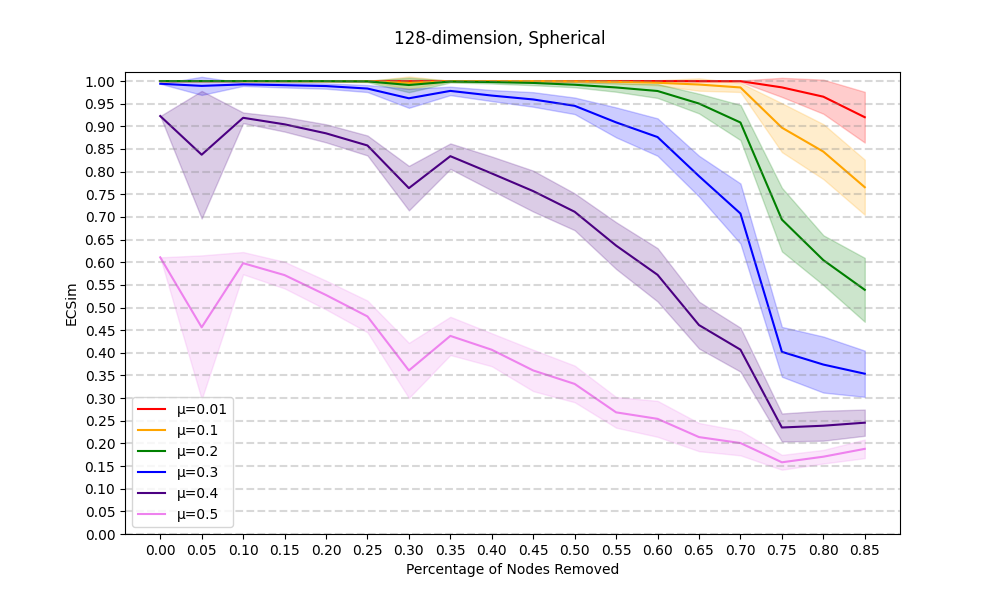 128-dimension, Spherical
ECSim
1.00
0.95
0.90
0.85
0.80
0.75
0.70
0.65
0.60
0.55
0.50
0.45
0.40
0.35
0.30
0.25
0.20
0.15
0.10
0.05
0.00
μ=0.01
μ=0.1
μ=0.2
μ=0.3
μ=0.4
μ=0.5
0.00 0.05 0.10 0.15 0.20 0.25 0.30 0.35 0.40 0.45 0.50 0.55 0.60 0.65 0.70 0.75 0.80 0.85
Percentage of Nodes Removed